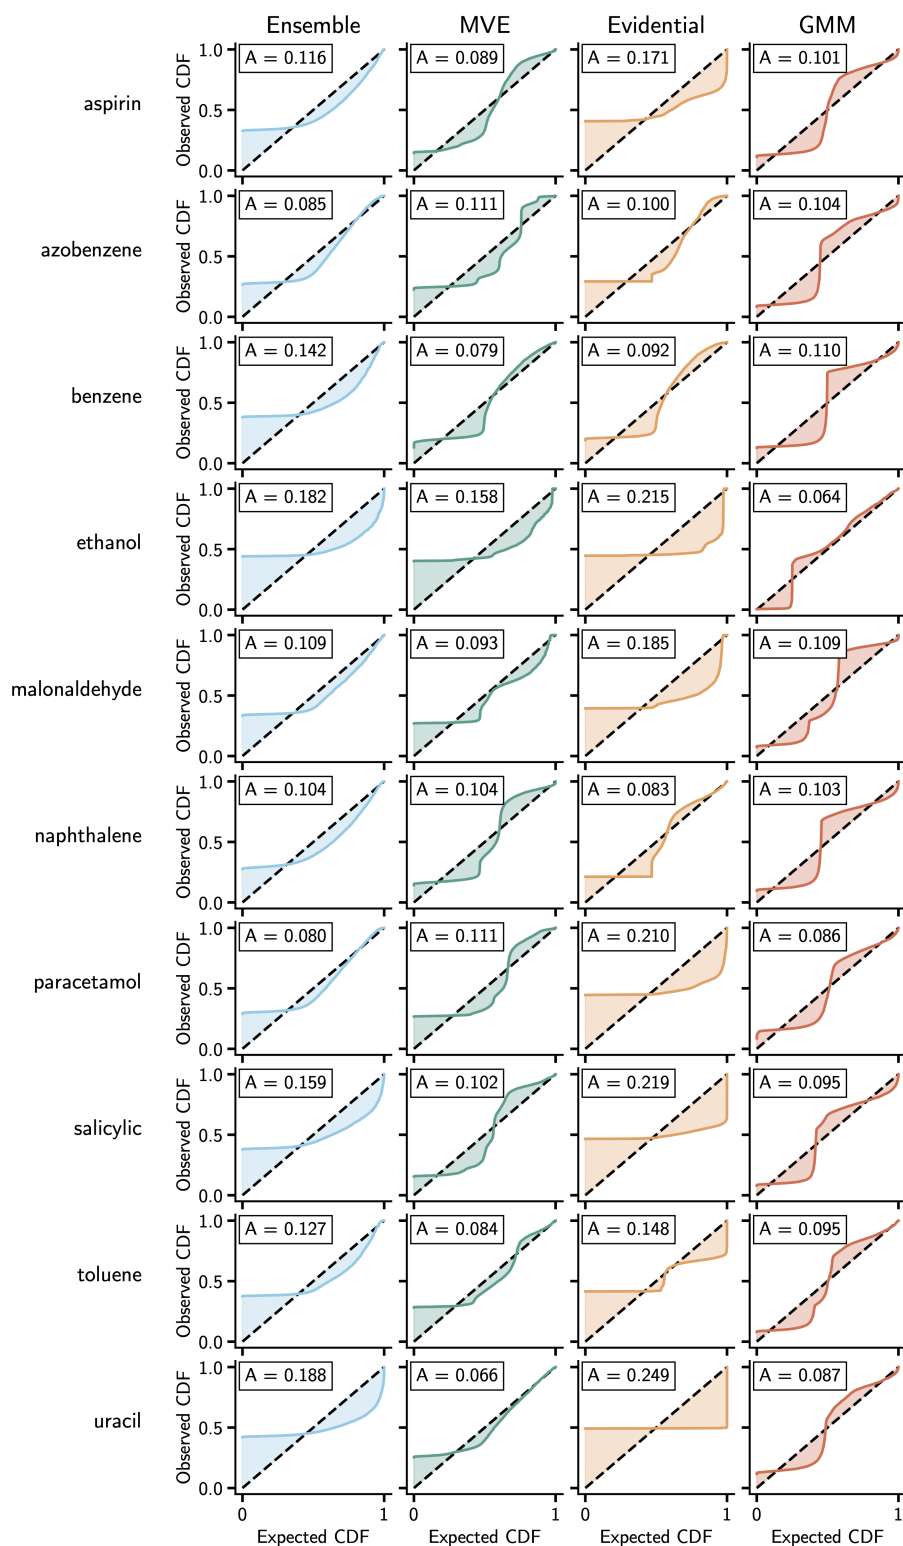 Ensemble MVE Evidential GMM
aspirin
Observed CDF
1.0
0.5
0.0
A = 0.116
A = 0.089
A = 0.171
A = 0.101
azobenzene
Observed CDF
1.0
0.5
0.0
A = 0.085
A = 0.111
A = 0.100
A = 0.104
benzene
Observed CDF
1.0
0.5
0.0
A = 0.142
A = 0.079
A = 0.092
A = 0.110
ethanol
Observed CDF
1.0
0.5
0.0
A = 0.182
A = 0.158
A = 0.215
A = 0.064
malonaldehyde
Observed CDF
1.0
0.5
0.0
A = 0.109
A = 0.093
A = 0.185
A = 0.109
naphthalene
Observed CDF
1.0
0.5
0.0
A = 0.104
A = 0.104
A = 0.083
A = 0.103
paracetamol
Observed CDF
1.0
0.5
0.0
A = 0.080
A = 0.111
A = 0.210
A = 0.086
salicylic
Observed CDF
1.0
0.5
0.0
A = 0.159
A = 0.102
A = 0.219
A = 0.095
toluene
Observed CDF
1.0
0.5
0.0
A = 0.127
A = 0.084
A = 0.148
A = 0.095
uracil
Observed CDF
1.0
0.5
0.0
A = 0.188
A = 0.066
A = 0.249
A = 0.087
0 1 0 1 0 1 0 1
Expected CDF Expected CDF Expected CDF Expected CDF